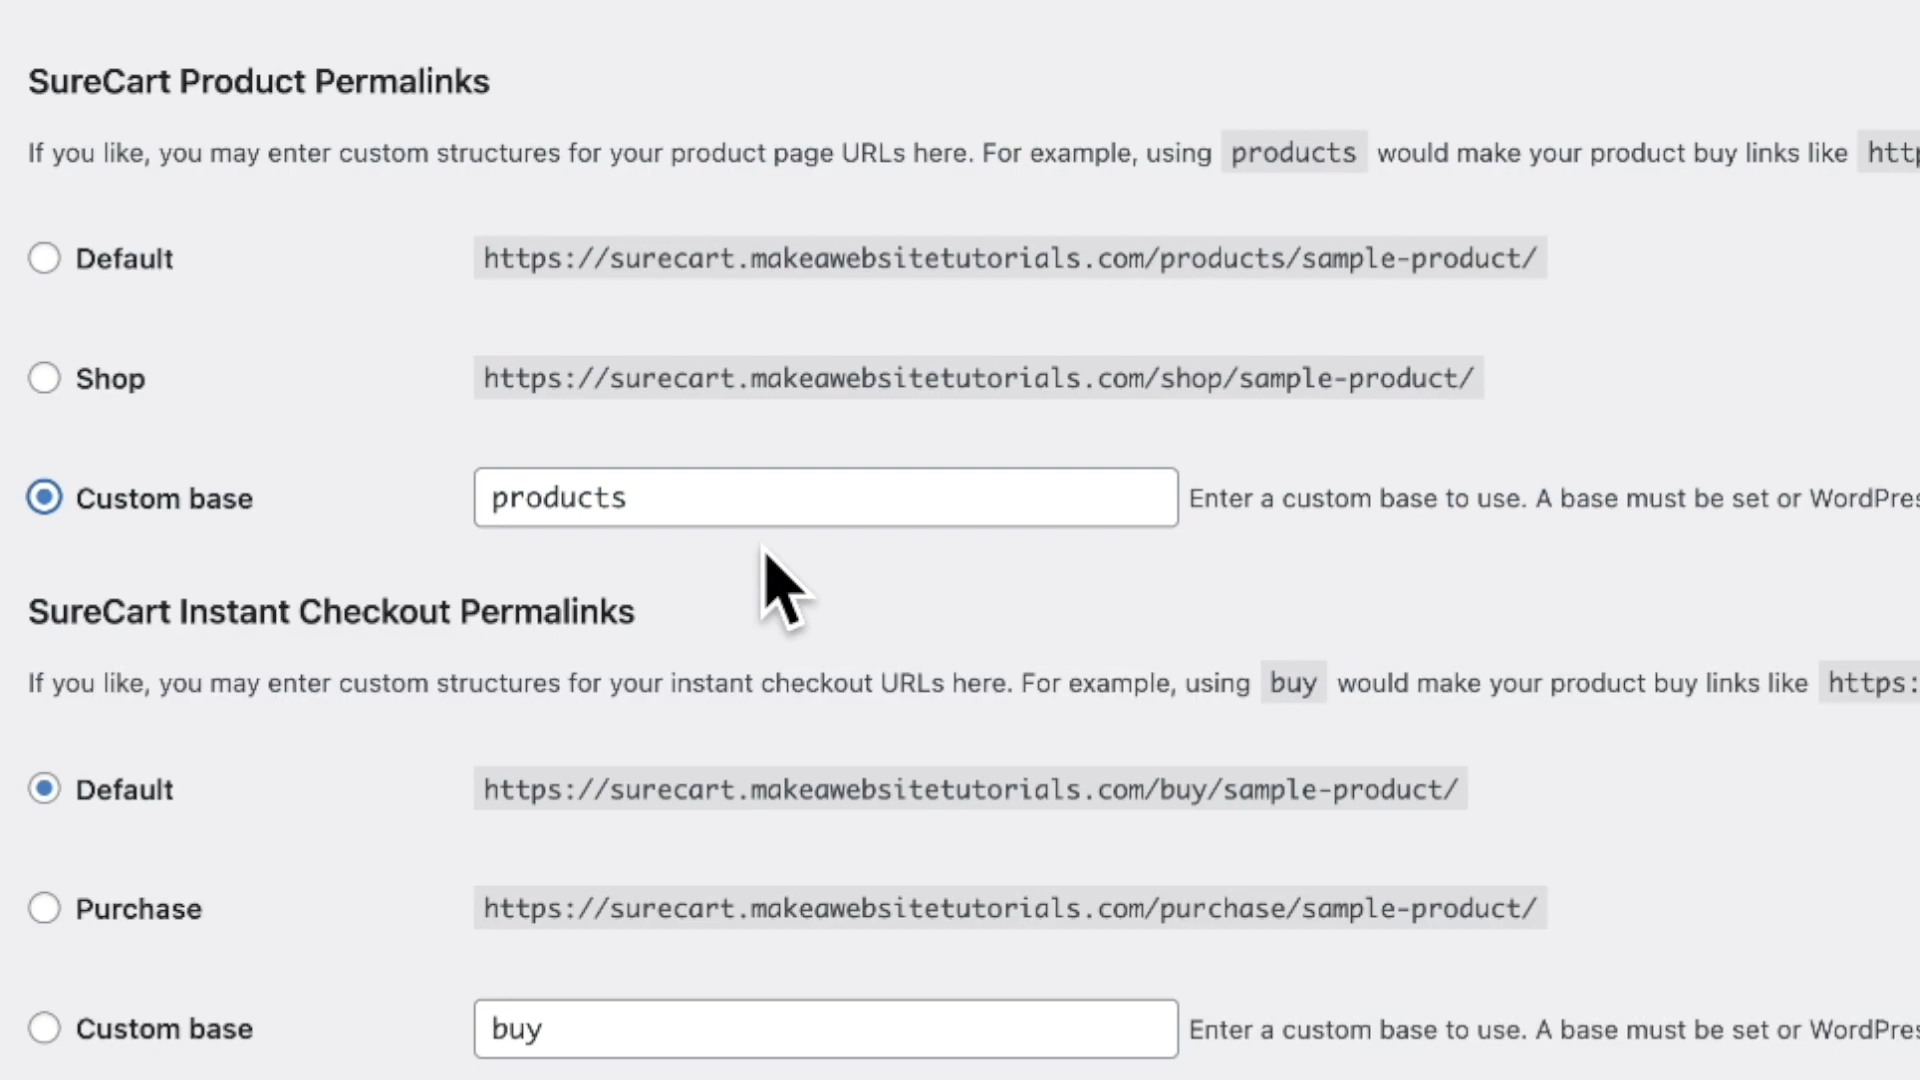 SureCart Product Permalinks
If you like, you may enter custom structures for your product page URLs here. For example, using products would make your product buy links like http
Default https://surecart.makeawebsitetutorials.com/products/sample-product/
Shop https://surecart.makeawebsitetutorials.com/shop/sample-product/
Custom base products Enter a custom base to use. A base must be set or WordPres
SureCart Instant Checkout Permalinks
If you like, you may enter custom structures for your instant checkout URLs here. For example, using buy would make your product buy links like https:
Default https://surecart.makeawebsitetutorials.com/buy/sample-product/
Purchase https://surecart.makeawebsitetutorials.com/purchase/sample-product/
Custom base buy Enter a custom base to use. A base must be set or WordPres